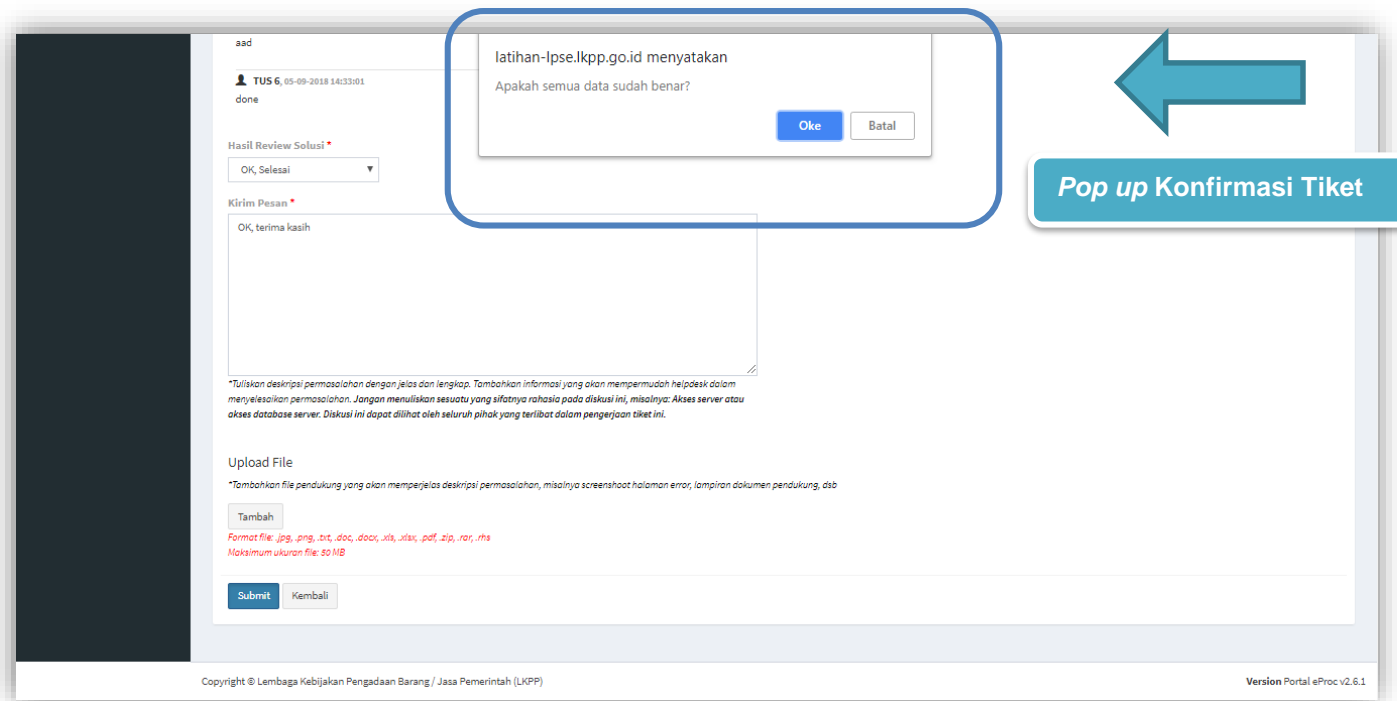 aad
TUS 6, 05-09-2018 14:33:01
done
latihan-lpse.lkpp.go.id menyatakan
Apakah semua data sudah benar?
Oke
Batal
Pop up Konfirmasi Tiket
Hasil Review Solusi *
OK, Selesai
Kirim Pesan *
OK, terima kasih
*Tuliskan deskripsi permasalahan dengan jelas dan lengkap. Tambahkan informasi yang akan mempermudah helpdesk dalam
menyelesaikan permasalahan. Jangan menuliskan sesuatu yang sifatnya rahasia pada diskusi ini, misalnya: Akses server atau
akses database server. Diskusi ini dapat dilihat oleh seluruh pihak yang terlibat dalam pengerjaan tiket ini.
Upload File
*Tambahkan file pendukung yang akan memperjelas deskripsi permasalahan, misalnya screenshoot halaman error, lampiran dokumen pendukung, dsb
Tambah
Format file: .jpg, .png, .txt, .doc, .docx, .xls, .xlsx, .pdf, .zip, .rar, .rhs
Maksimum ukuran file: 50 MB
Submit
Kembali
Copyright © Lembaga Kebijakan Pengadaan Barang / Jasa Pemerintah (LKPP)
Version Portal eProc v2.6.1